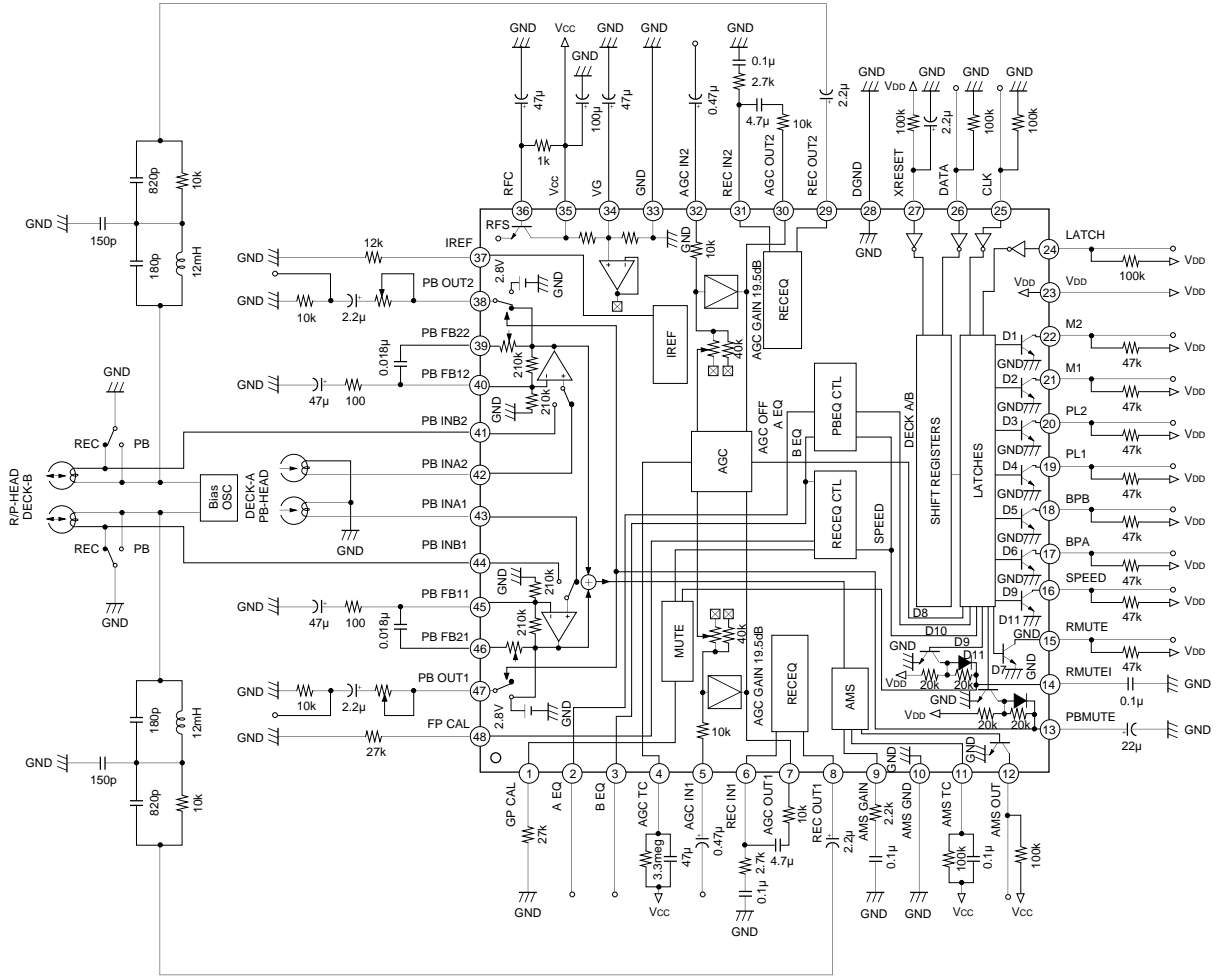 GND
VCC
GND
GND
GND
GND
47µ
100µ
47µ
1k
RFC
VCC
VG
GND
0.47µ
AGC IN2
GND
0.1µ
2.7k
4.7µ
10k
REC IN2
AGC OUT2
2.2µ
REC OUT2
GND
DGND
VDD
GND
GND
GND
100k
2.2µ
100k
100k
XRESET
DATA
CLK
36
35
34
33
32
31
30
29
28
27
26
25
GND
820p
10k
GND
150p
180p
12mH
GND
12k
IREF
37
GND
10k
2.2µ
PB OUT2
38
PB FB22
39
0.018µ
GND
47µ
100
PB FB12
40
GND
REC
PB
PB INB2
41
R/P-HEAD
DECK-B
Bias
OSC
DECK-A
PB-HEAD
GND
PB INA2
42
PB INA1
43
REC
PB
GND
PB INB1
44
GND
47µ
100
PB FB11
45
0.018µ
PB FB21
46
GND
10k
2.2µ
PB OUT1
47
GND
27k
FP CAL
48
180p
12mH
GND
150p
820p
10k
RFS
2.8V
GND
210k
210k
GND
GND
10k
40k
AGC GAIN 19.5dB
RECEQ
IREF
AGC
AGC OFF
A EQ
B EQ
PBEQ CTL
RECEQ CTL
SPEED
DECK A/B
SHIFT REGISTERS
LATCHES
GND
210k
210k
2.8V
GND
MUTE
40k
10k
AGC GAIN 19.5dB
RECEQ
AMS
D1
GND
D2
GND
D3
GND
D4
GND
D5
GND
D6
GND
D9
D11
GND
D8
D10
D9
D11
D7
GND
GND
VDD
20k
20k
GND
VDD
20k
20k
GND
GND
24
LATCH
100k
VDD
23
VDD
VDD
22
M2
47k
VDD
21
M1
47k
VDD
20
PL2
47k
VDD
19
PL1
47k
VDD
18
BPB
47k
VDD
17
BPA
47k
VDD
16
SPEED
47k
VDD
15
RMUTE
47k
VDD
14
RMUTEI
0.1µ
GND
13
PBMUTE
22µ
GND
1
2
3
4
5
6
7
8
9
10
11
12
GP CAL
27k
GND
A EQ
B EQ
AGC TC
3.3meg
47µ
VCC
AGC IN1
0.47µ
REC IN1
2.7k
0.1µ
GND
4.7µ
AGC OUT1
10k
REC OUT1
2.2µ
AMS GAIN
2.2k
0.1µ
GND
AMS GND
GND
AMS TC
100k
0.1µ
VCC
AMS OUT
100k
VCC